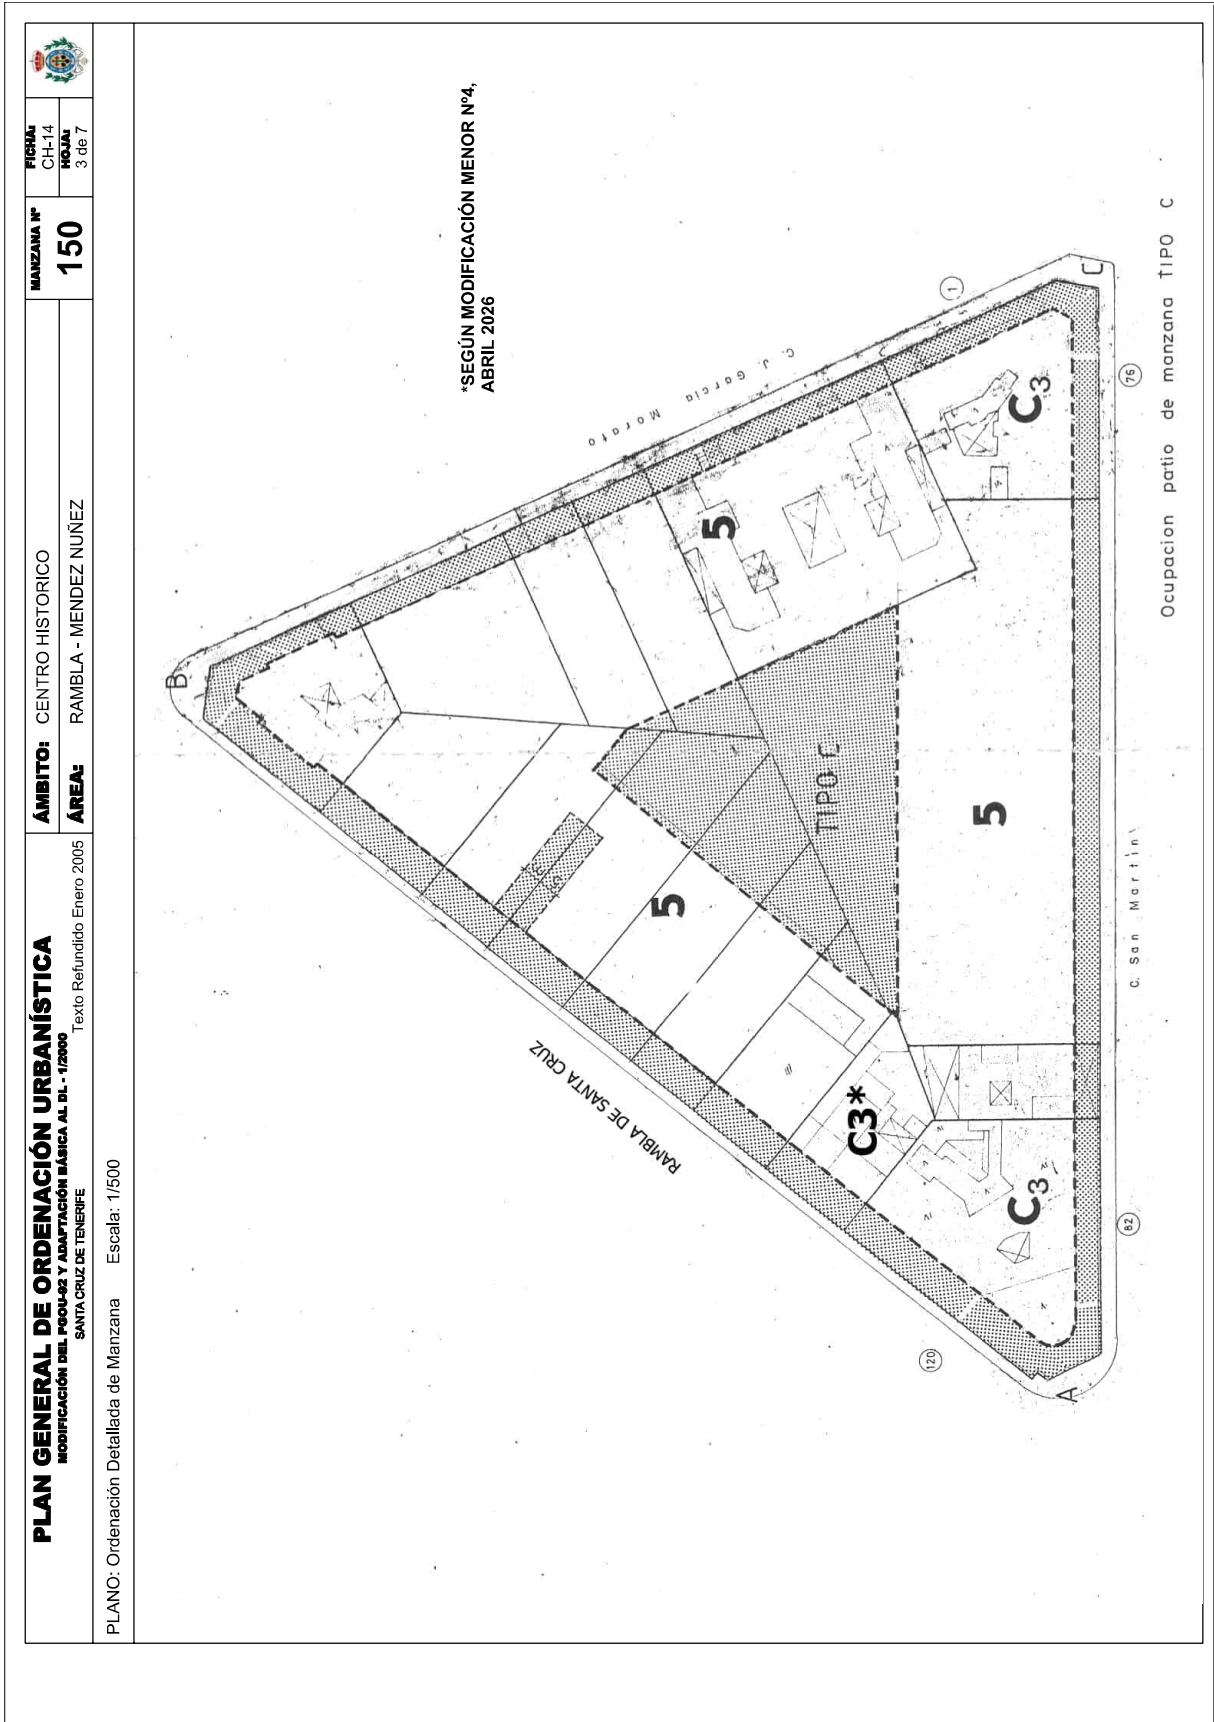 PLAN GENERAL DE ORDENACIÓN URBANÍSTICA
MODIFICACIÓN DEL PGOU-92 Y ADAPTACIÓN BÁSICA AL DL - 1/2000
Texto Refundido Enero 2005
SANTA CRUZ DE TENERIFE
ÁMBITO: CENTRO HISTORICO
ÁREA: RAMBLA - MENDEZ NUÑEZ
MANZANA Nº
150
FICHA:
CH-14
HOJA:
3 de 7
PLANO: Ordenación Detallada de Manzana Escala: 1/500
*SEGÚN MODIFICACIÓN MENOR Nº4,
ABRIL 2026
B
C. J. García Morato
1
RAMBLA DE SANTA CRUZ
5
5
TIPO C
5
C3*
C3
C3
C
A
120
82
76
C. San Martín
Ocupacion patio de manzana TIPO C